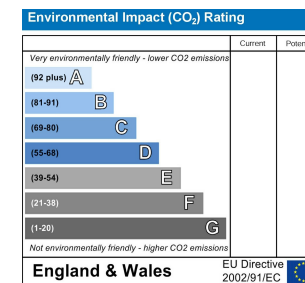 Environmental Impact (CO₂) Rating
Current Poten
Very environmentally friendly - lower CO2 emissions
(92 plus) A
(81-91) B
(69-80) C
(55-68) D
(39-54) E
(21-38) F
(1-20) G
Not environmentally friendly - higher CO2 emissions
England & Wales
EU Directive
2002/91/EC